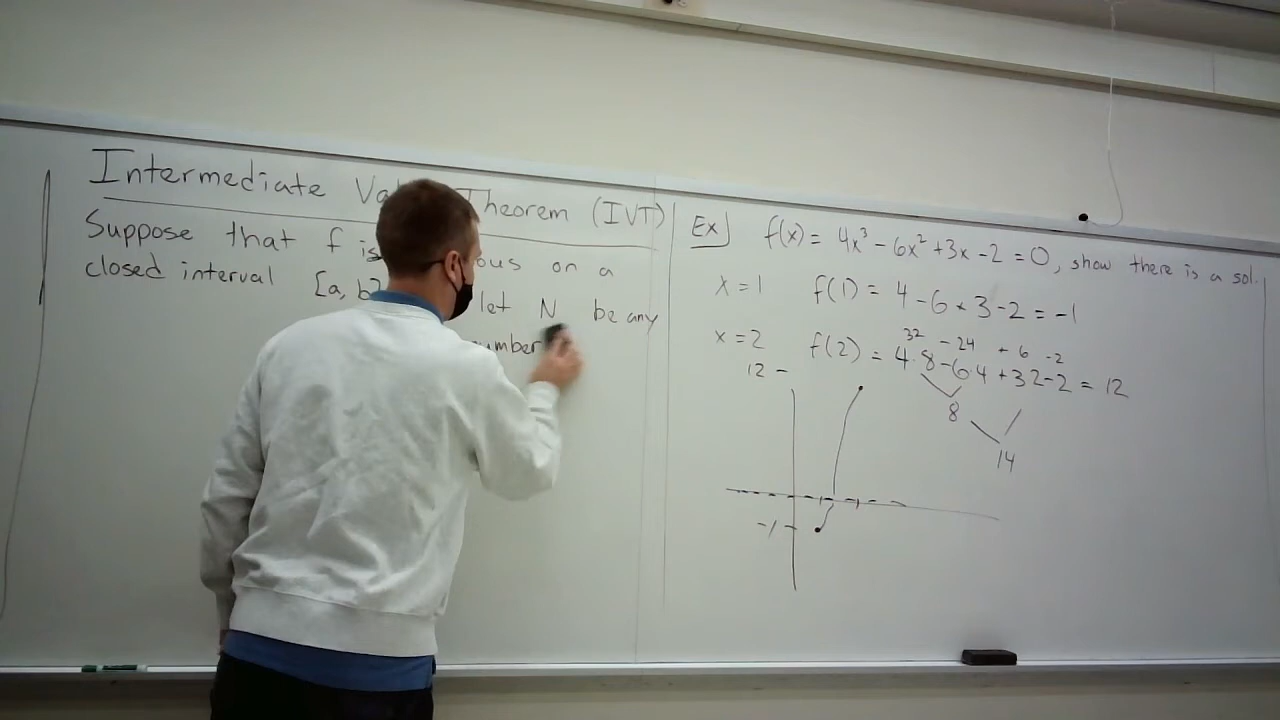 Intermediate Va Theorem (IVT)
Suppose that f is ous on a
closed interval [a, b let N be any
number
Ex] f(x) = 4x³ - 6x² + 3x - 2 = 0, show there is a sol.
x = 1 f(1) = 4 - 6 + 3 - 2 = -1
32 - 24 + 6 - 2
x = 2 f(2) = 4·8 - 6·4 + 3 2 - 2 = 12
12
8
14
-1